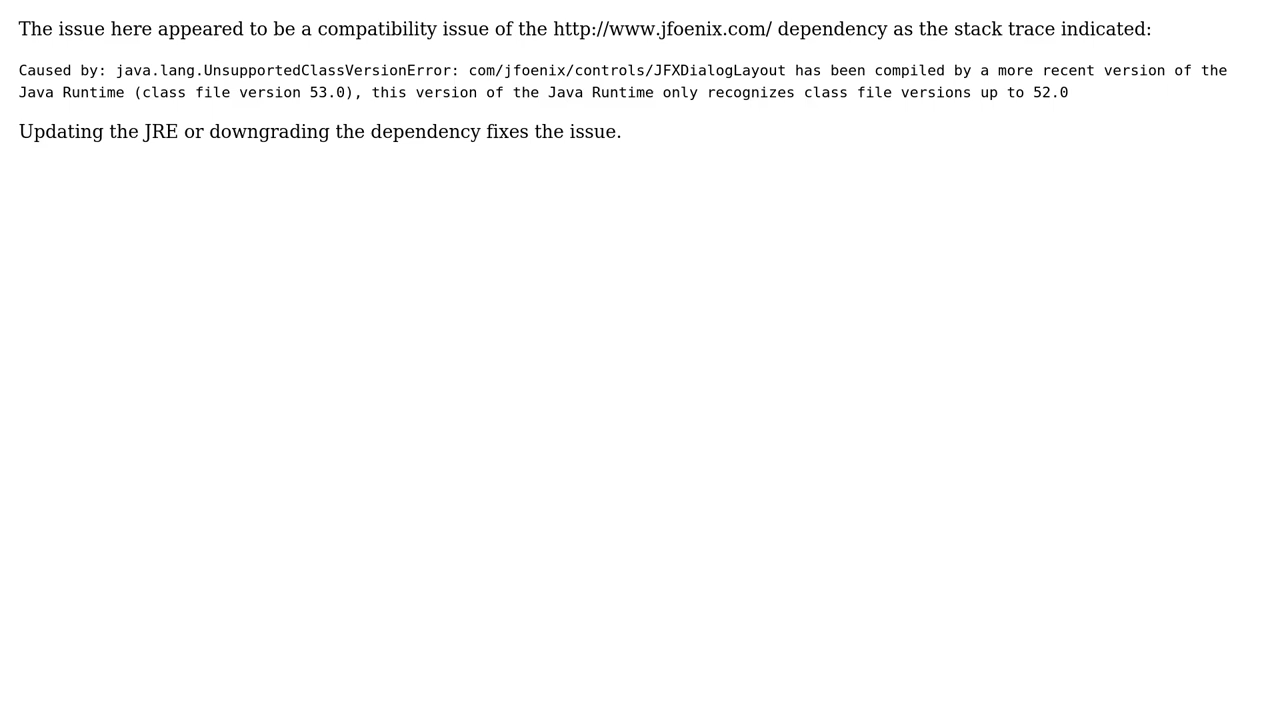 The issue here appeared to be a compatibility issue of the http://www.jfoenix.com/ dependency as the stack trace indicated:
Caused by: java.lang.UnsupportedClassVersionError: com/jfoenix/controls/JFXDialogLayout has been compiled by a more recent version of the
Java Runtime (class file version 53.0), this version of the Java Runtime only recognizes class file versions up to 52.0
Updating the JRE or downgrading the dependency fixes the issue.